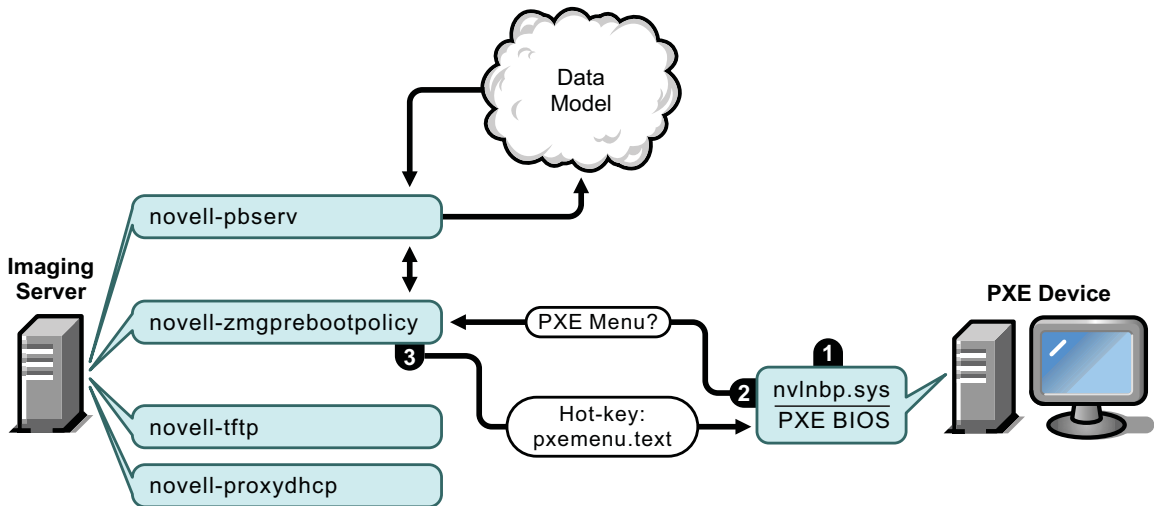 Data
Model
novell-pbserv
Imaging
Server
PXE Device
novell-zmgprebootpolicy
PXE Menu?
3
1
2
nvlnbp.sys
PXE BIOS
Hot-key:
pxemenu.text
novell-tftp
novell-proxydhcp